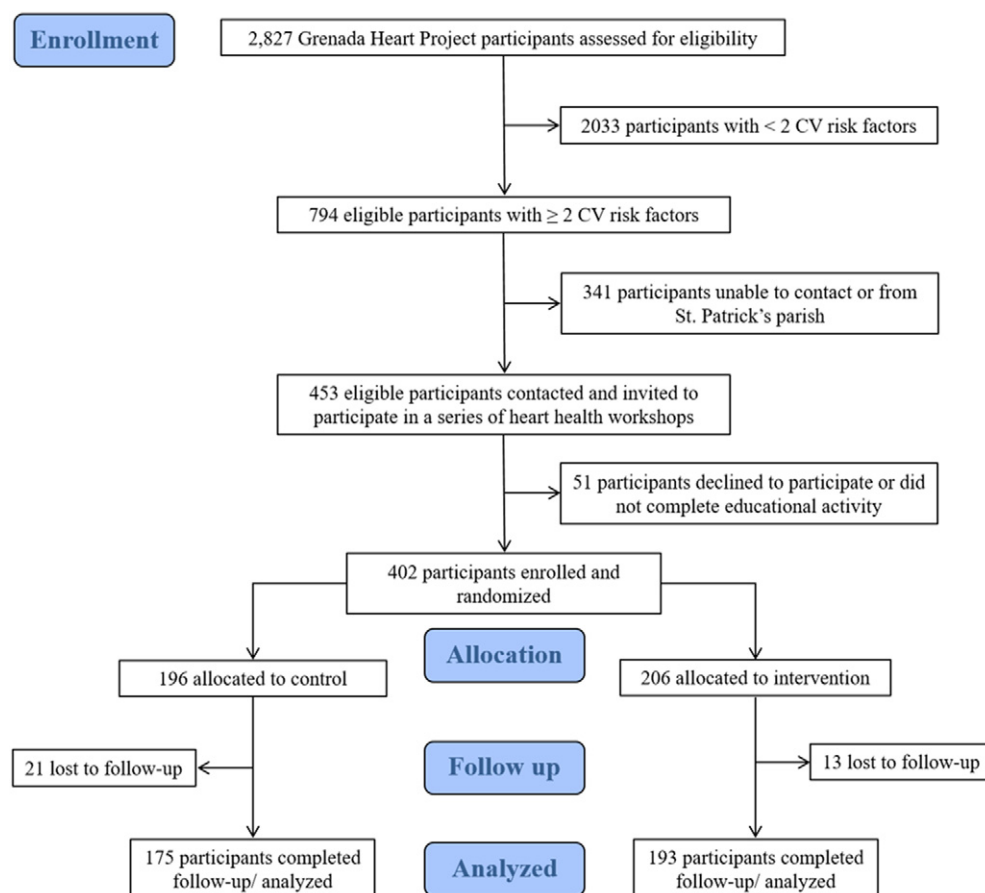 Enrollment
2,827 Grenada Heart Project participants assessed for eligibility
2033 participants with < 2 CV risk factors
794 eligible participants with ≥ 2 CV risk factors
341 participants unable to contact or from
St. Patrick’s parish
453 eligible participants contacted and invited to
participate in a series of heart health workshops
51 participants declined to participate or did
not complete educational activity
402 participants enrolled and
randomized
Allocation
196 allocated to control
206 allocated to intervention
21 lost to follow-up
Follow up
13 lost to follow-up
175 participants completed
follow-up/ analyzed
Analyzed
193 participants completed
follow-up/ analyzed